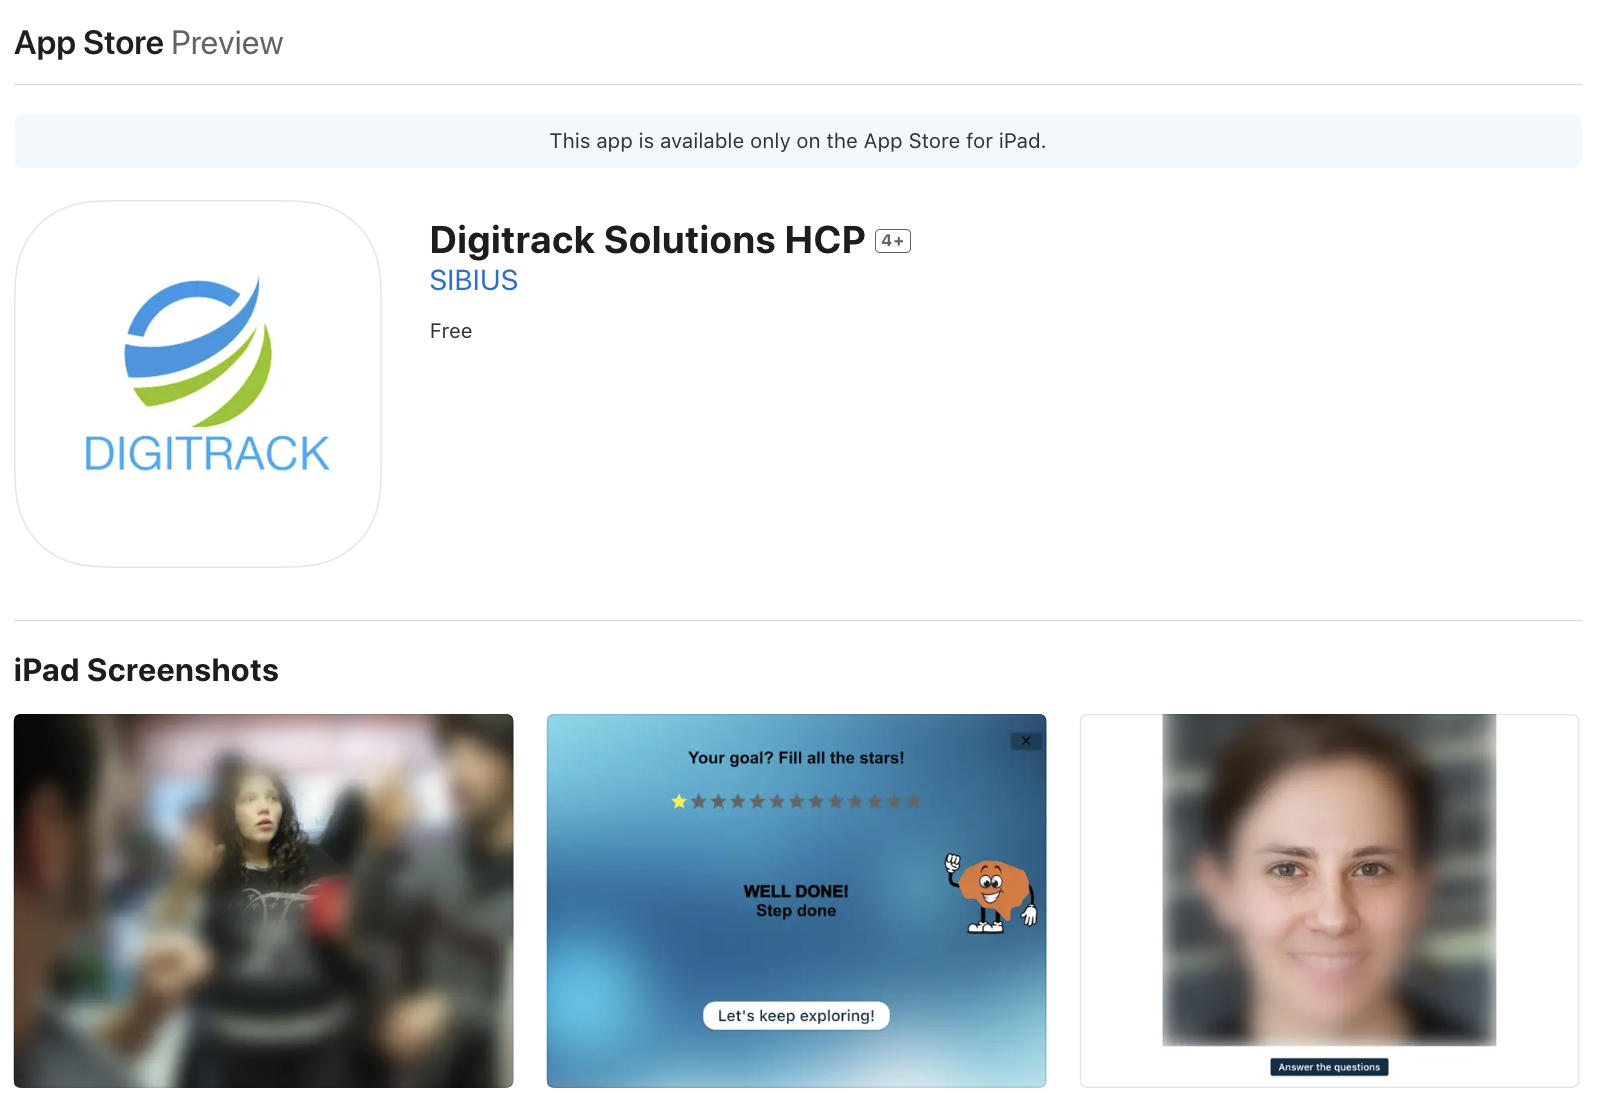 App Store Preview
This app is available only on the App Store for iPad.
DIGITRACK
Digitrack Solutions HCP 4+
SIBIUS
Free
iPad Screenshots
Your goal? Fill all the stars!
WELL DONE!
Step done
Let's keep exploring!
Answer the questions